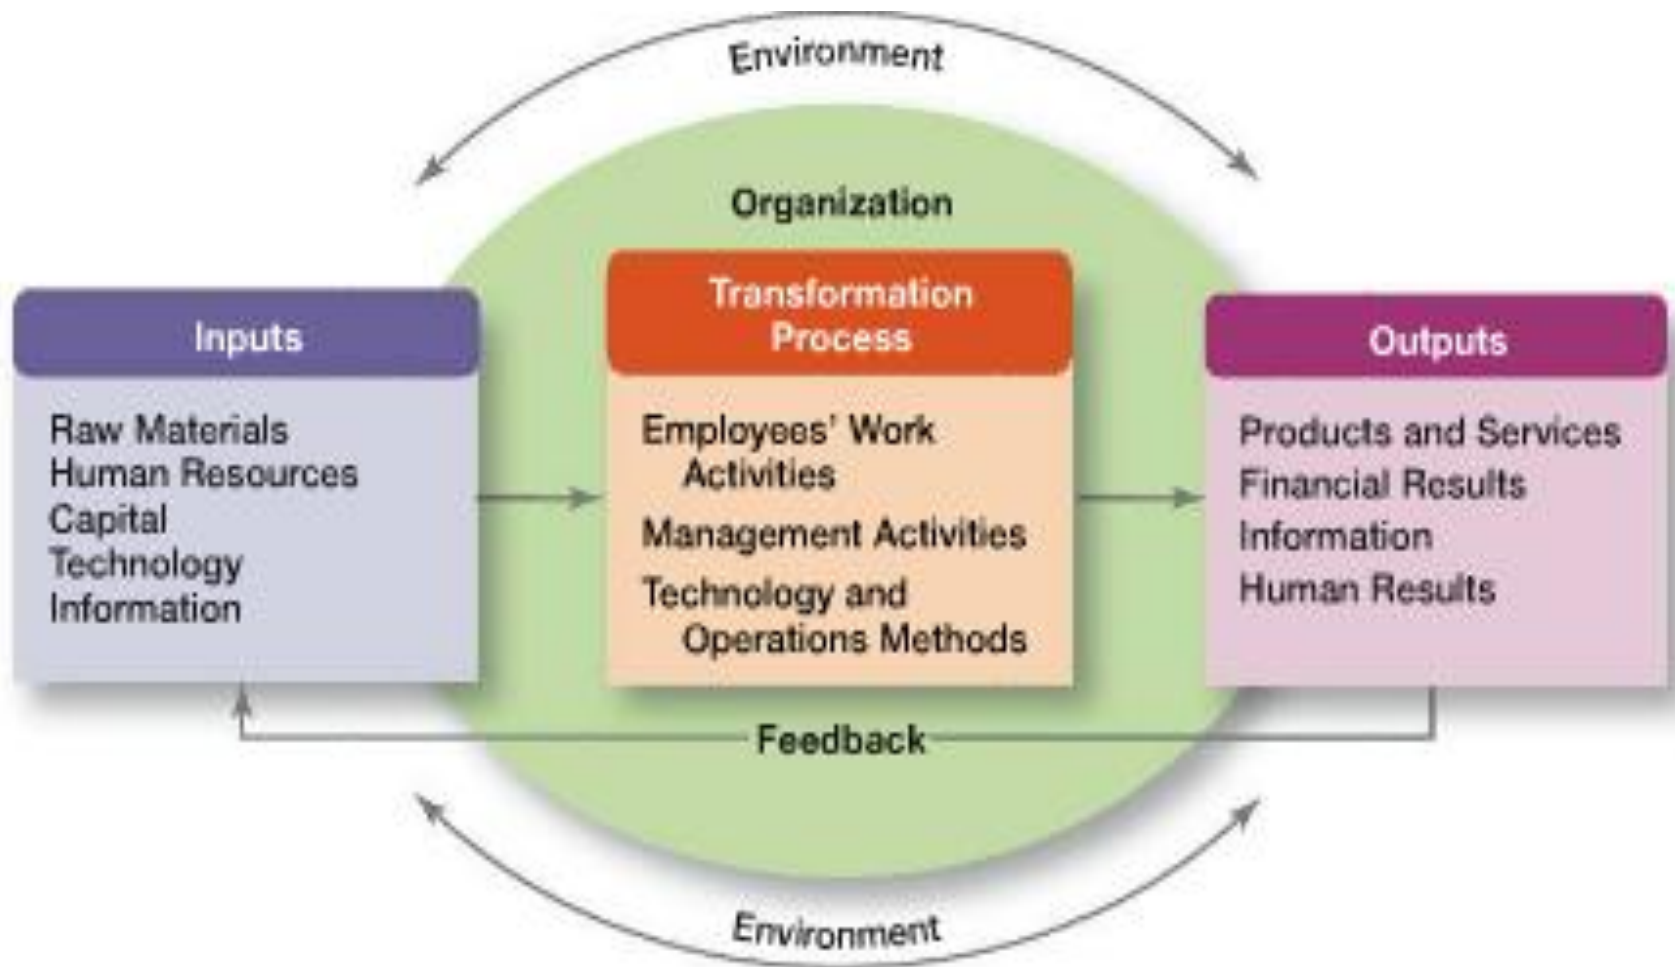 Environment
Organization
Inputs
Raw Materials
Human Resources
Capital
Technology
Information
Transformation
Process
Employees' Work
Activities
Management Activities
Technology and
Operations Methods
Outputs
Products and Services
Financial Results
Information
Human Results
Feedback
Environment